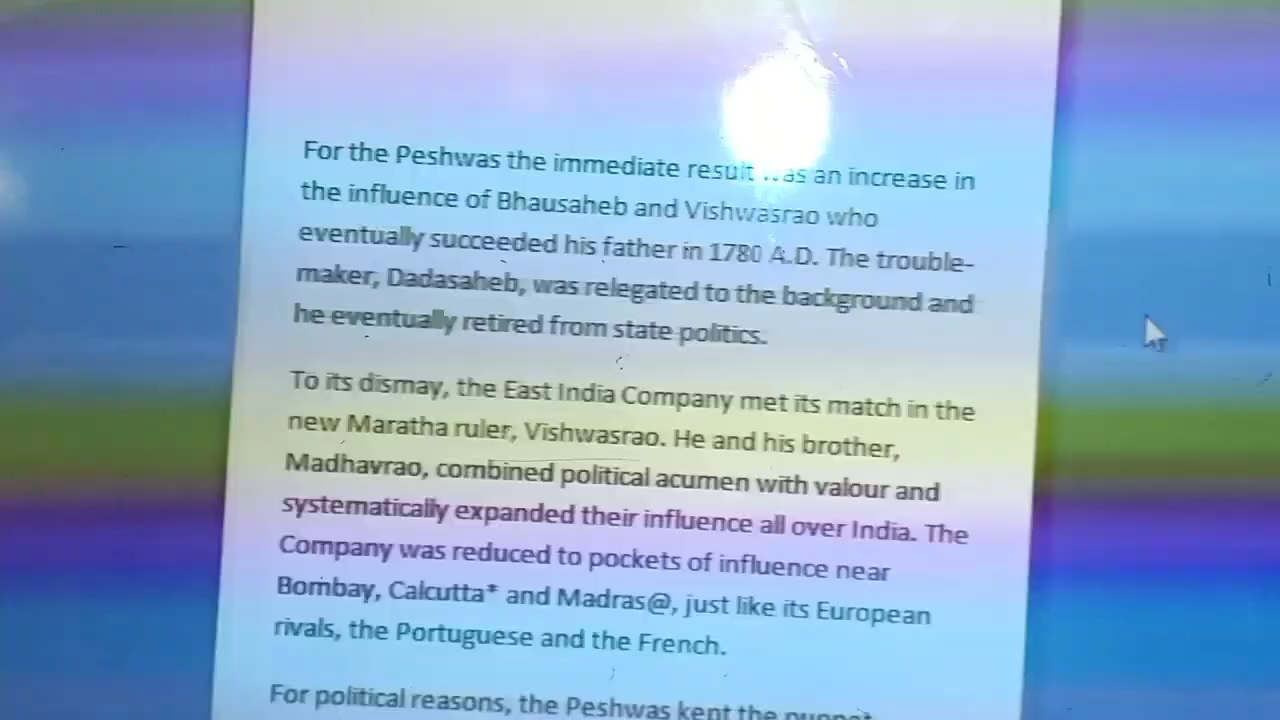 For the Peshwas the immediate result was an increase in
the influence of Bhausaheb and Vishwasrao who
eventually succeeded his father in 1780 A.D. The trouble-
maker, Dadasaheb, was relegated to the background and
he eventually retired from state politics.
To its dismay, the East India Company met its match in the
new Maratha ruler, Vishwasrao. He and his brother,
Madhavrao, combined political acumen with valour and
systematically expanded their influence all over India. The
Company was reduced to pockets of influence near
Bombay, Calcutta* and Madras@, just like its European
rivals, the Portuguese and the French.
For political reasons, the Peshwas kept the puppet